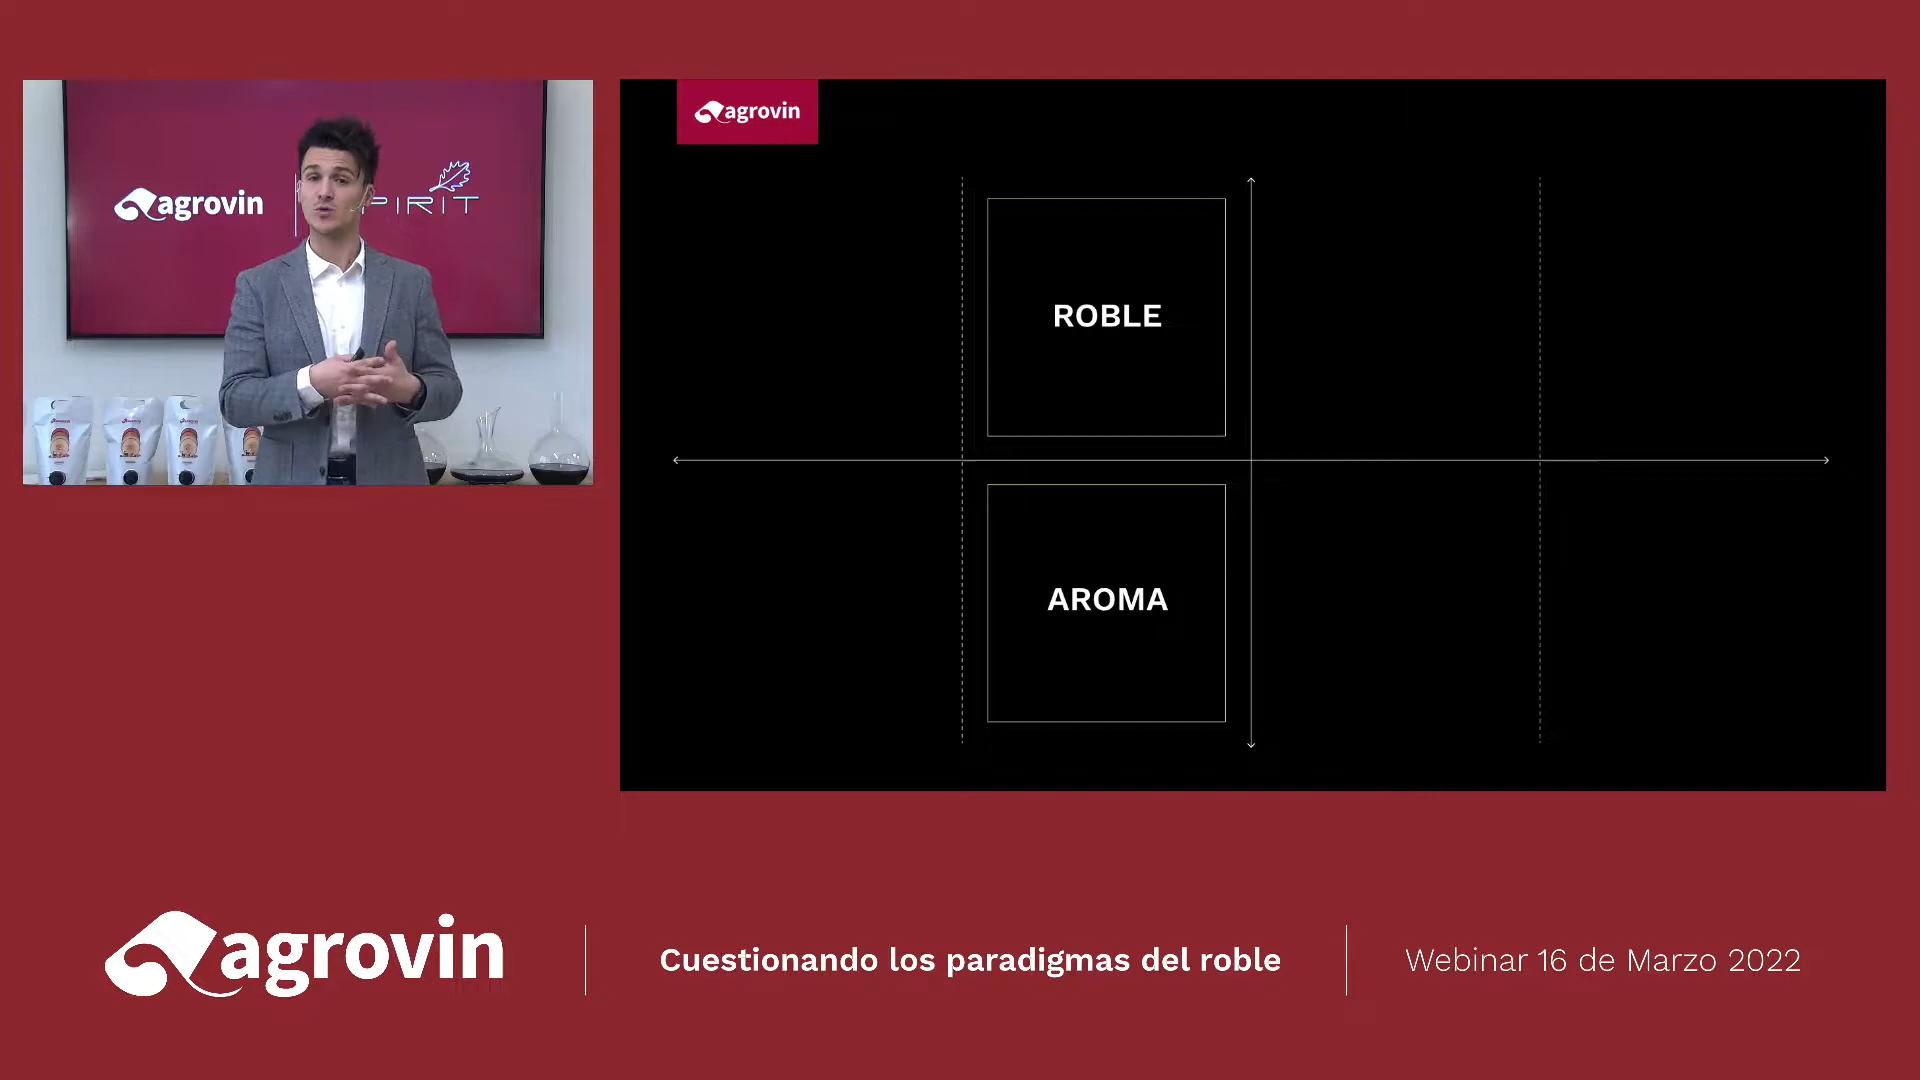 agrovin
PIRIT
agrovin
ROBLE
AROMA
agrovin
Cuestionando los paradigmas del roble
Webinar 16 de Marzo 2022